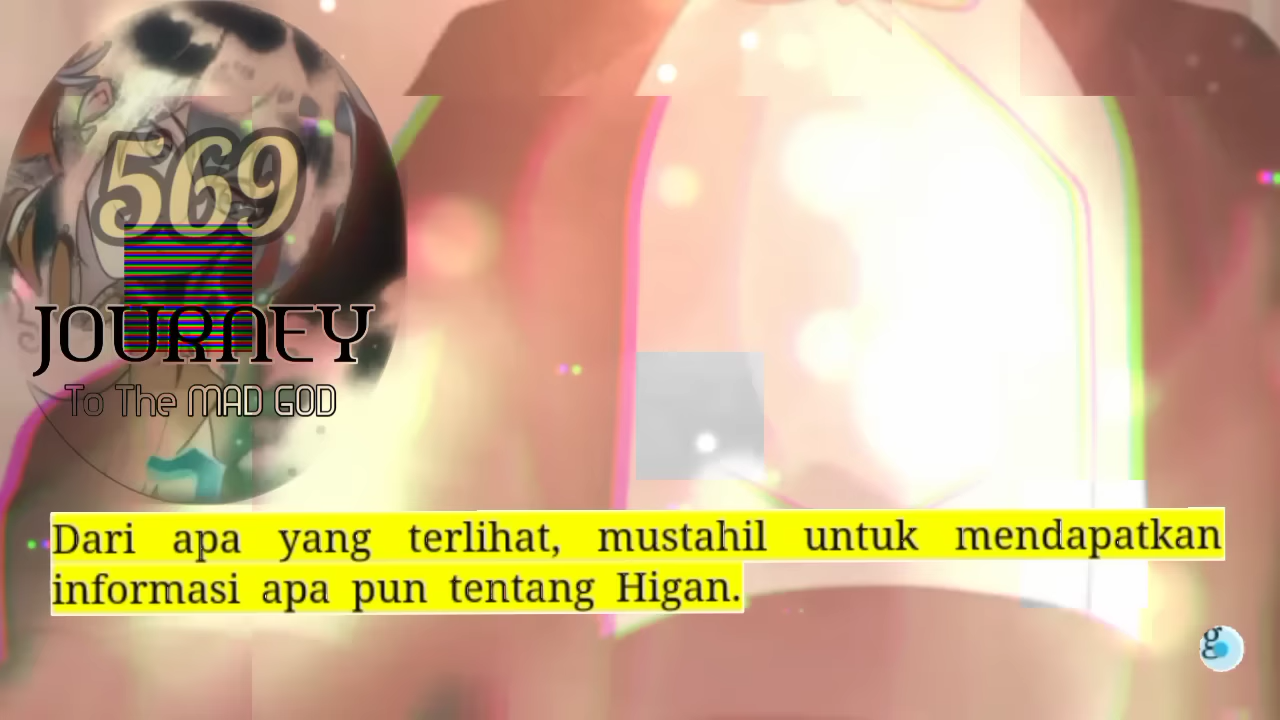 569
JOURNEY
To The MAD GOD
Dari apa yang terlihat, mustahil untuk mendapatkan
informasi apa pun tentang Higan.
g